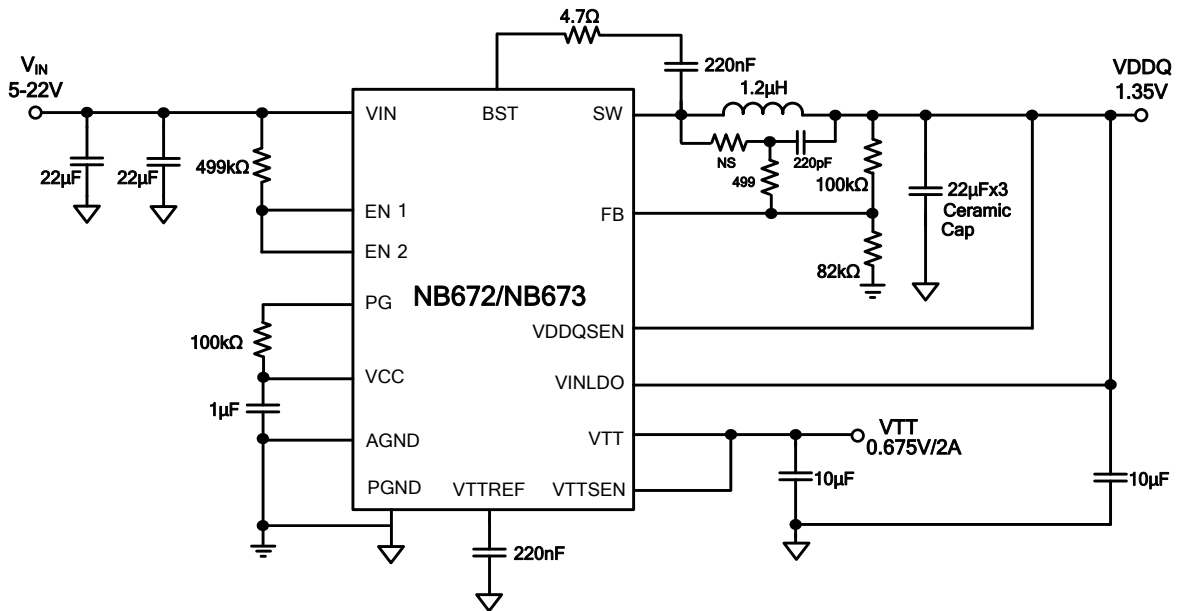 4.7Ω
220nF
V_IN
5-22V
VDDQ
1.35V
1.2μH
VIN
BST
SW
22μF
22μF
499kΩ
NS
220pF
499
100kΩ
22μFx3
Ceramic
Cap
EN 1
FB
EN 2
82kΩ
PG
NB672/NB673
VDDQSEN
100kΩ
VCC
VINLDO
1μF
AGND
VTT
VTT
0.675V/2A
PGND
VTTREF
VTTSEN
10μF
10μF
220nF